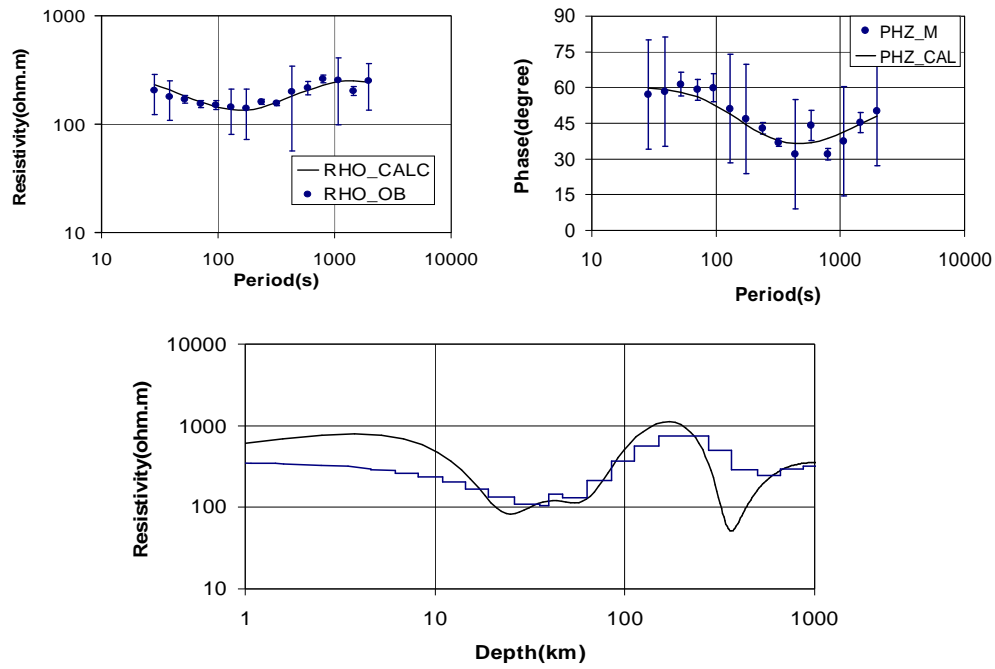 1000
100
10
Resistivity(ohm.m)
RHO_CALC
RHO_OB
10 100 1000 10000
Period(s)
90
75
60
45
30
15
0
Phase(degree)
PHZ_M
PHZ_CAL
10 100 1000 10000
Period(s)
10000
1000
100
10
Resistivity(ohm.m)
1 10 100 1000
Depth(km)